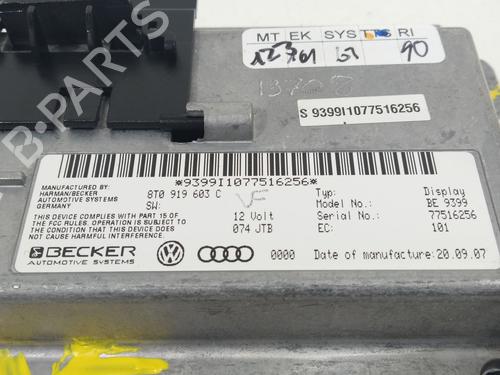 MT EK SYS RI
90
13708
S 9399I1077516256
B-PARTS
*9399I1077516256*
MANUFACTURED BY:
HARMAN/BECKER
AUTOMOTIVE SYSTEMS
GERMANY
8T0 919 603 C
SW:
Typ: Display
Model No.: BE 9399
THIS DEVICE COMPLIES WITH PART 15 OF
THE FCC RULES. OPERATION IS SUBJECT TO
THE CONDITION THAT THIS DEVICE DOES NOT
CAUSE HARMFUL INTERFERENCE
12 Volt
074 JTB
Serial No.: 77516256
EC: 101
BECKER
AUTOMOTIVE SYSTEMS
0000
Date of manufacture: 20.09.07